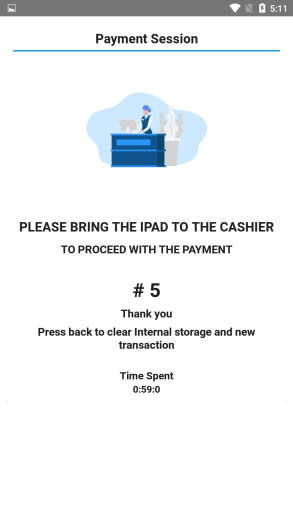 5:11
Payment Session
PLEASE BRING THE IPAD TO THE CASHIER
TO PROCEED WITH THE PAYMENT
# 5
Thank you
Press back to clear Internal storage and new
transaction
Time Spent
0:59:0